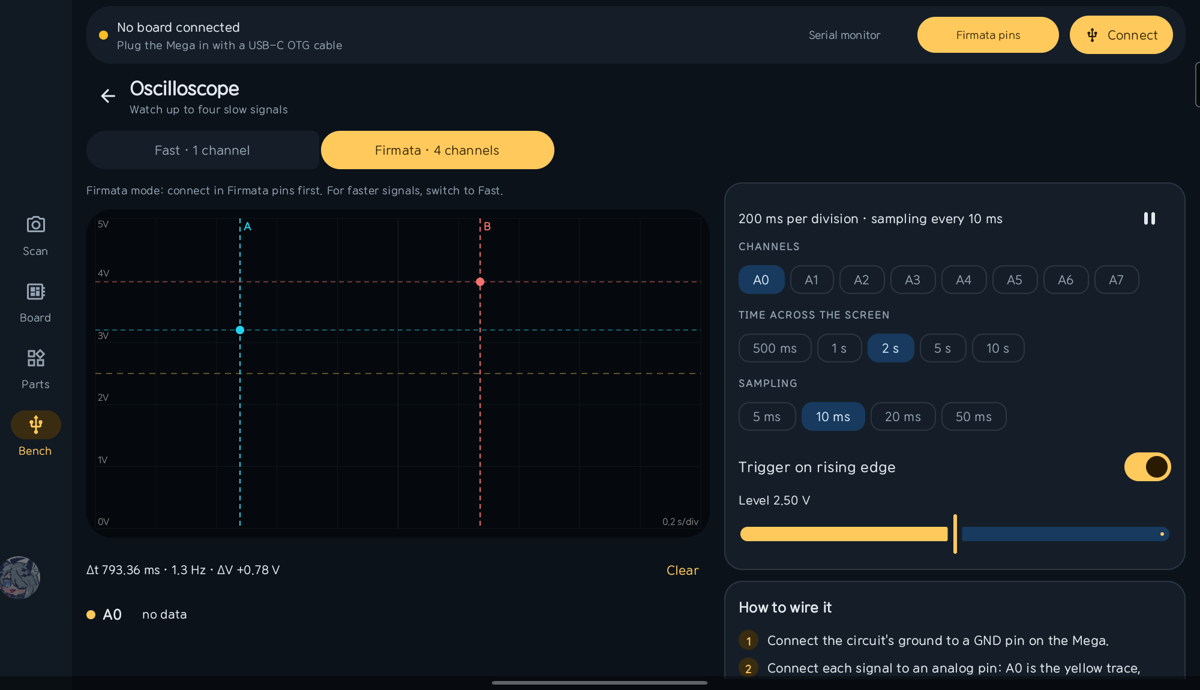 No board connected
Plug the Mega in with a USB-C OTG cable
Serial monitor
Firmata pins
Connect
Oscilloscope
Watch up to four slow signals
Fast · 1 channel
Firmata · 4 channels
Firmata mode: connect in Firmata pins first. For faster signals, switch to Fast.
5V
A
B
4V
3V
2V
1V
0V
0.2 s/div
Δt 793.36 ms · 1.3 Hz · ΔV +0.78 V
Clear
A0
no data
Scan
Board
Parts
Bench
200 ms per division · sampling every 10 ms
CHANNELS
A0 A1 A2 A3 A4 A5 A6 A7
TIME ACROSS THE SCREEN
500 ms 1 s 2 s 5 s 10 s
SAMPLING
5 ms 10 ms 20 ms 50 ms
Trigger on rising edge
Level 2.50 V
How to wire it
1 Connect the circuit's ground to a GND pin on the Mega.
2 Connect each signal to an analog pin: A0 is the yellow trace,